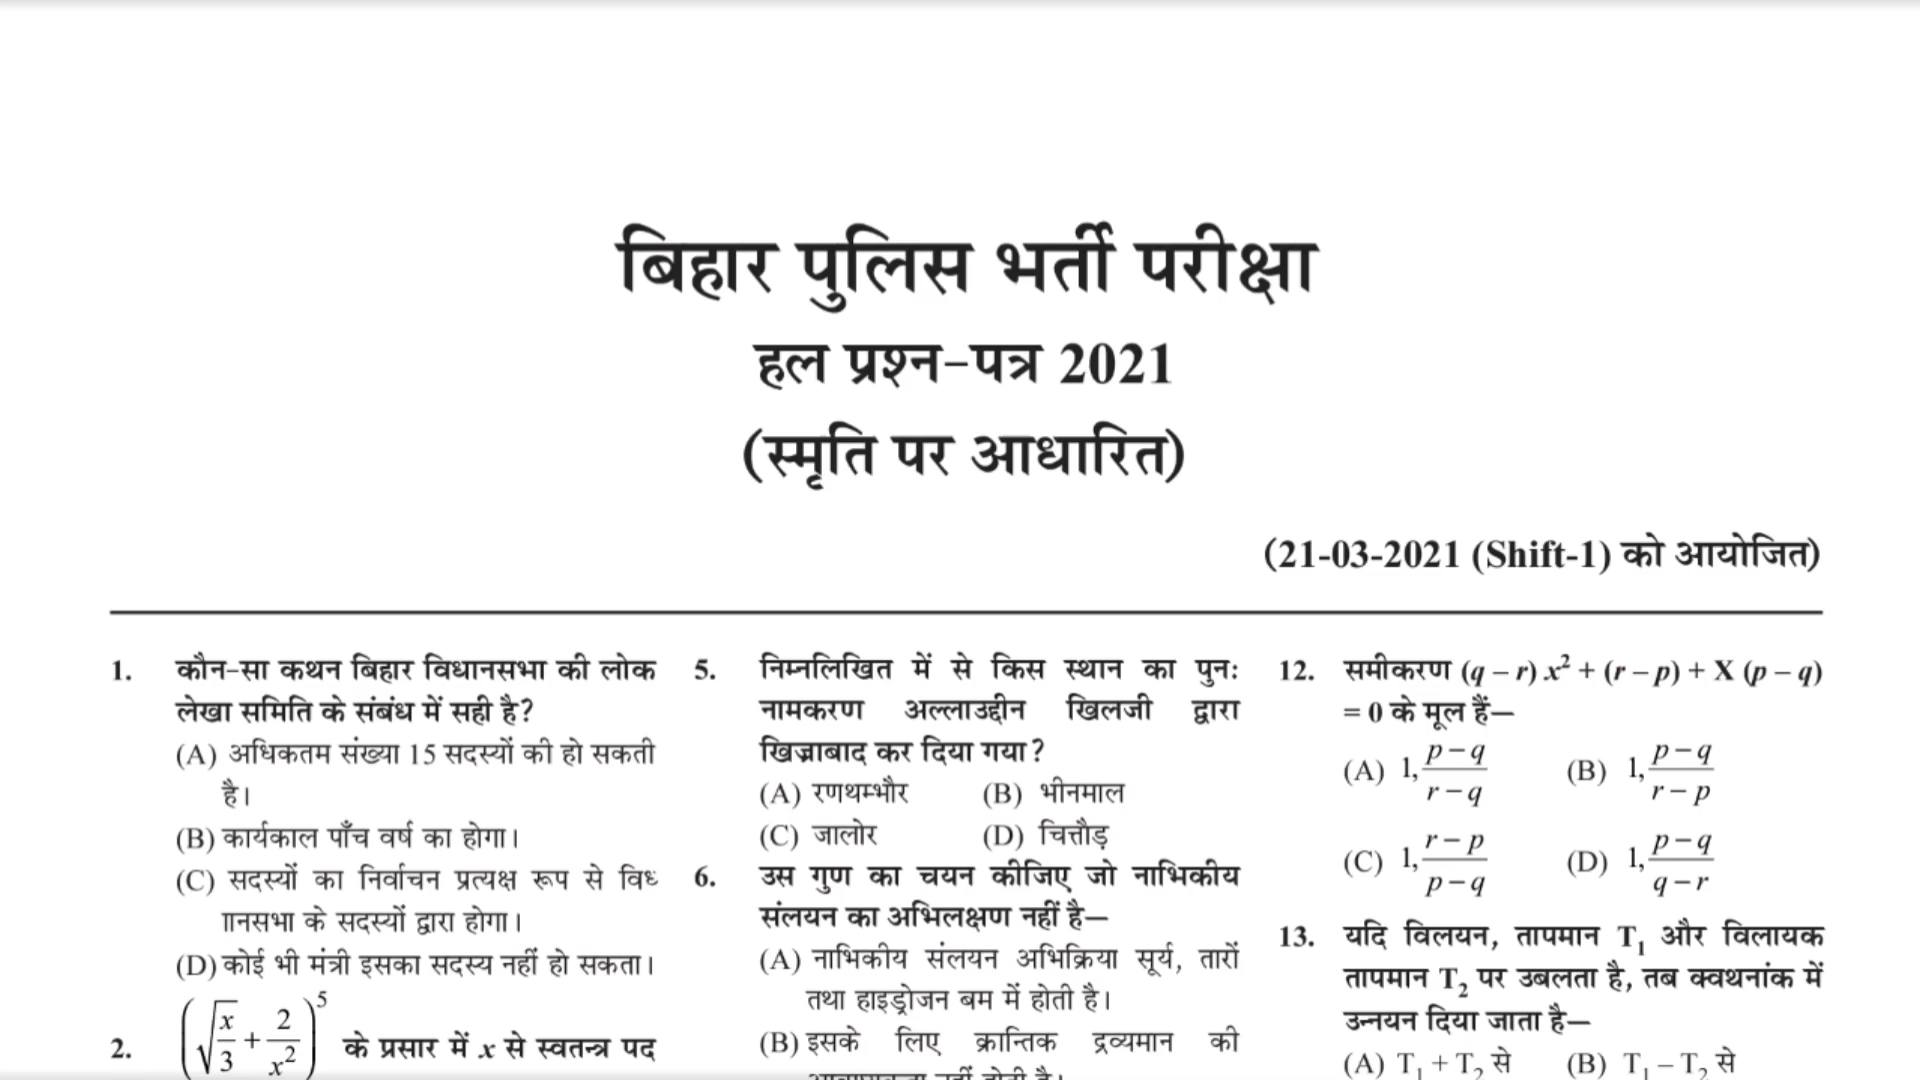 बिहार पुलिस भर्ती परीक्षा
हल प्रश्न-पत्र 2021
(स्मृति पर आधारित)
(21-03-2021 (Shift-1) को आयोजित)
1. कौन-सा कथन बिहार विधानसभा की लोक
लेखा समिति के संबंध में सही है?
(A) अधिकतम संख्या 15 सदस्यों की हो सकती
है।
(B) कार्यकाल पाँच वर्ष का होगा।
(C) सदस्यों का निर्वाचन प्रत्यक्ष रूप से विध
ानसभा के सदस्यों द्वारा होगा।
(D) कोई भी मंत्री इसका सदस्य नहीं हो सकता।
2. (√(x/3) + 2/x²)⁵ के प्रसार में x से स्वतन्त्र पद
5. निम्नलिखित में से किस स्थान का पुनः
नामकरण अल्लाउद्दीन खिलजी द्वारा
खिज्राबाद कर दिया गया?
(A) रणथम्भौर (B) भीनमाल
(C) जालोर (D) चित्तौड़
6. उस गुण का चयन कीजिए जो नाभिकीय
संलयन का अभिलक्षण नहीं है—
(A) नाभिकीय संलयन अभिक्रिया सूर्य, तारों
तथा हाइड्रोजन बम में होती है।
(B) इसके लिए क्रान्तिक द्रव्यमान की
12. समीकरण (q – r) x² + (r – p) + X (p – q)
= 0 के मूल हैं—
(A) 1, (p – q)/(r – q) (B) 1, (p – q)/(r – p)
(C) 1, (r – p)/(p – q) (D) 1, (p – q)/(q – r)
13. यदि विलयन, तापमान T₁ और विलायक
तापमान T₂ पर उबलता है, तब क्वथनांक में
उन्नयन दिया जाता है—
(A) T₁ + T₂ से (B) T₁ – T₂ से